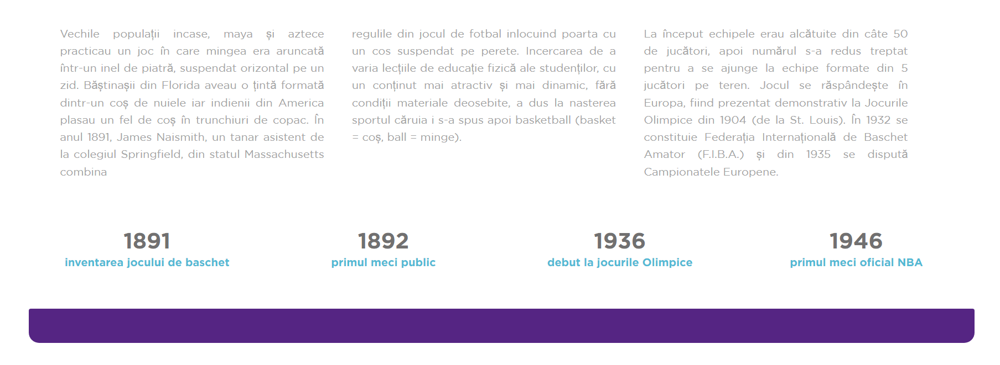 Vechile populații incase, maya și aztece
practicau un joc în care mingea era aruncată
într-un inel de piatră, suspendat orizontal pe un
zid. Băștinașii din Florida aveau o țintă formată
dintr-un coș de nuiele iar indienii din America
plasau un fel de coș în trunchiuri de copac. În
anul 1891, James Naismith, un tanar asistent de
la colegiul Springfield, din statul Massachusetts
combina
regulile din jocul de fotbal inlocuind poarta cu
un cos suspendat pe perete. Incercarea de a
varia lecțiile de educație fizică ale studenților, cu
un conținut mai atractiv și mai dinamic, fără
condiții materiale deosebite, a dus la nasterea
sportul căruia i s-a spus apoi basketball (basket
= coș, ball = minge).
La început echipele erau alcătuite din câte 50
de jucători, apoi numărul s-a redus treptat
pentru a se ajunge la echipe formate din 5
jucători pe teren. Jocul se răspândește în
Europa, fiind prezentat demonstrativ la Jocurile
Olimpice din 1904 (de la St. Louis). În 1932 se
constituie Federația Internațională de Baschet
Amator (F.I.B.A.) și din 1935 se dispută
Campionatele Europene.
1891
inventarea jocului de baschet
1892
primul meci public
1936
debut la jocurile Olimpice
1946
primul meci oficial NBA